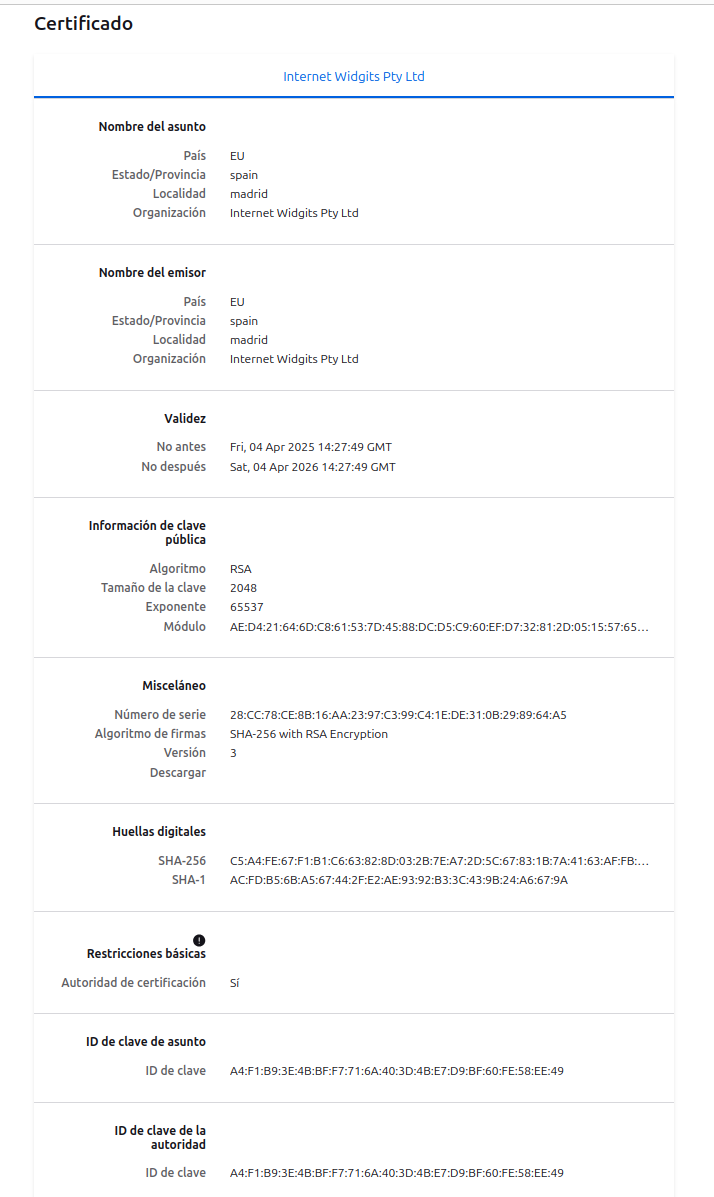 Certificado
Internet Widgits Pty Ltd
Nombre del asunto
País EU
Estado/Provincia spain
Localidad madrid
Organización Internet Widgits Pty Ltd
Nombre del emisor
País EU
Estado/Provincia spain
Localidad madrid
Organización Internet Widgits Pty Ltd
Validez
No antes Fri, 04 Apr 2025 14:27:49 GMT
No después Sat, 04 Apr 2026 14:27:49 GMT
Información de clave
pública
Algoritmo RSA
Tamaño de la clave 2048
Exponente 65537
Módulo AE:D4:21:64:6D:C8:61:53:7D:45:88:DC:D5:C9:60:EF:D7:32:81:2D:05:15:57:65…
Misceláneo
Número de serie 28:CC:78:CE:8B:16:AA:23:97:C3:99:C4:1E:DE:31:0B:29:89:64:A5
Algoritmo de firmas SHA-256 with RSA Encryption
Versión 3
Descargar
Huellas digitales
SHA-256 C5:A4:FE:67:F1:B1:C6:63:82:8D:03:2B:7E:A7:2D:5C:67:83:1B:7A:41:63:AF:FB:…
SHA-1 AC:FD:B5:6B:A5:67:44:2F:E2:AE:93:92:B3:3C:43:9B:24:A6:67:9A
Restricciones básicas
Autoridad de certificación Sí
ID de clave de asunto
ID de clave A4:F1:B9:3E:4B:BF:F7:71:6A:40:3D:4B:E7:D9:BF:60:FE:58:EE:49
ID de clave de la
autoridad
ID de clave A4:F1:B9:3E:4B:BF:F7:71:6A:40:3D:4B:E7:D9:BF:60:FE:58:EE:49